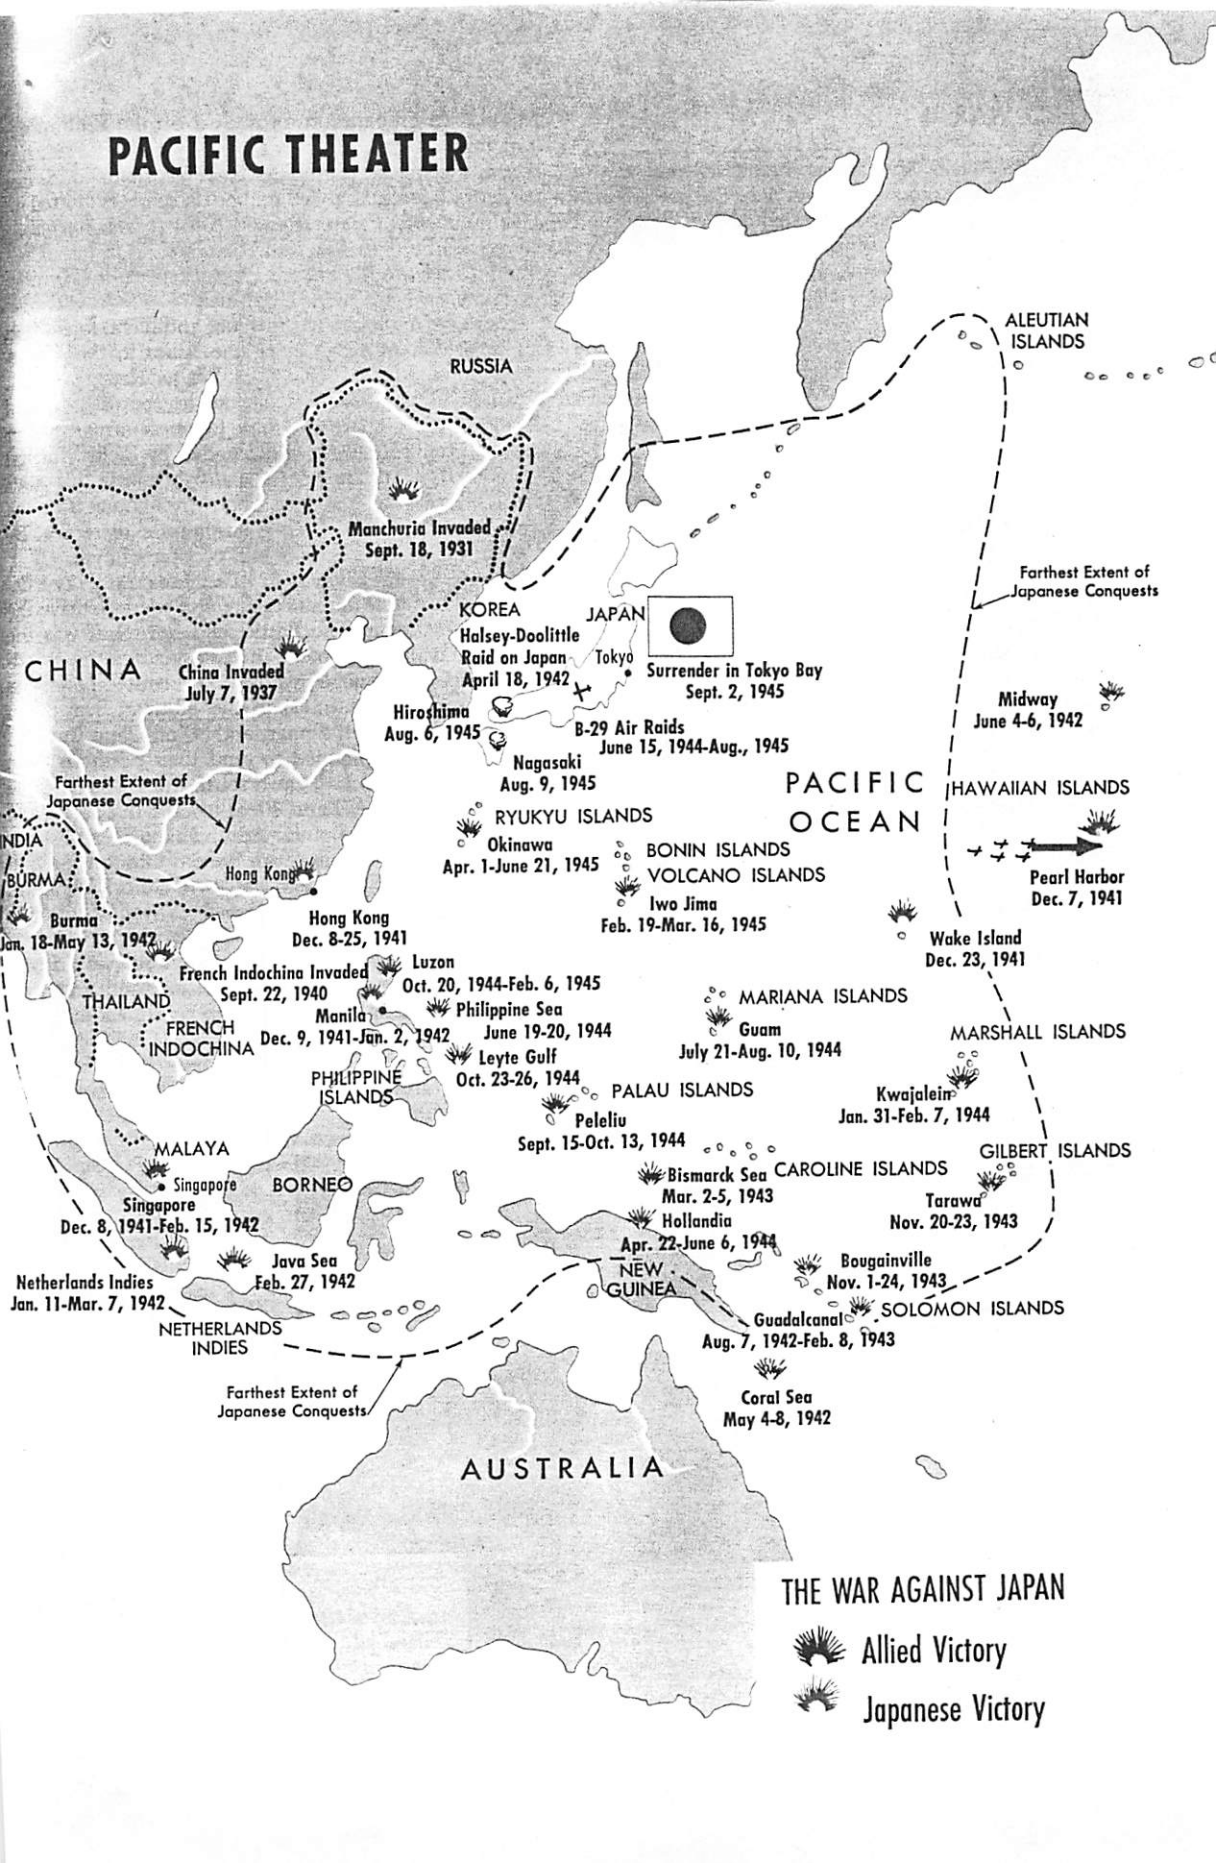 PACIFIC THEATER
ALEUTIAN
ISLANDS
RUSSIA
Manchuria Invaded
Sept. 18, 1931
Farthest Extent of
Japanese Conquests
KOREA
JAPAN
Halsey-Doolittle
Raid on Japan
April 18, 1942
Tokyo
Surrender in Tokyo Bay
Sept. 2, 1945
CHINA
China Invaded
July 7, 1937
Midway
June 4-6, 1942
Hiroshima
Aug. 6, 1945
B-29 Air Raids
June 15, 1944-Aug., 1945
Nagasaki
Aug. 9, 1945
Farthest Extent of
Japanese Conquests
PACIFIC
OCEAN
HAWAIIAN ISLANDS
RYUKYU ISLANDS
Okinawa
Apr. 1-June 21, 1945
INDIA
BONIN ISLANDS
VOLCANO ISLANDS
Iwo Jima
Feb. 19-Mar. 16, 1945
Pearl Harbor
Dec. 7, 1941
BURMA
Hong Kong
Burma
Jan. 18-May 13, 1942
Hong Kong
Dec. 8-25, 1941
Wake Island
Dec. 23, 1941
French Indochina Invaded
Sept. 22, 1940
Luzon
Oct. 20, 1944-Feb. 6, 1945
THAILAND
FRENCH
INDOCHINA
Manila
Dec. 9, 1941-Jan. 2, 1942
Philippine Sea
June 19-20, 1944
MARIANA ISLANDS
Guam
July 21-Aug. 10, 1944
MARSHALL ISLANDS
Leyte Gulf
Oct. 23-26, 1944
PHILIPPINE
ISLANDS
PALAU ISLANDS
Kwajalein
Jan. 31-Feb. 7, 1944
Peleliu
Sept. 15-Oct. 13, 1944
MALAYA
GILBERT ISLANDS
Singapore
BORNEO
Bismarck Sea
Mar. 2-5, 1943
CAROLINE ISLANDS
Singapore
Dec. 8, 1941-Feb. 15, 1942
Tarawa
Nov. 20-23, 1943
Hollandia
Apr. 22-June 6, 1944
Java Sea
Feb. 27, 1942
NEW
GUINEA
Bougainville
Nov. 1-24, 1943
Netherlands Indies
Jan. 11-Mar. 7, 1942
NETHERLANDS
INDIES
Guadalcanal
Aug. 7, 1942-Feb. 8, 1943
SOLOMON ISLANDS
Farthest Extent of
Japanese Conquests
Coral Sea
May 4-8, 1942
AUSTRALIA
THE WAR AGAINST JAPAN
Allied Victory
Japanese Victory